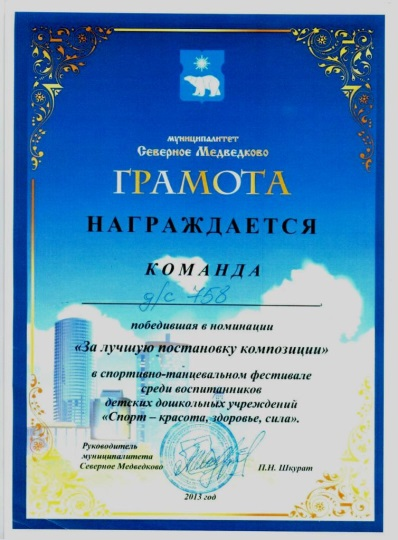 муниципалитет
Северное Медведково
ГРАМОТА
НАГРАЖДАЕТСЯ
КОМАНДА
д/с 758
победившая в номинации
«За лучшую постановку композиции»
в спортивно-танцевальном фестивале
среди воспитанников
детских дошкольных учреждений
«Спорт – красота, здоровье, сила».
Руководитель
муниципалитета
Северное Медведково
П.Н. Шкурат
2013 год